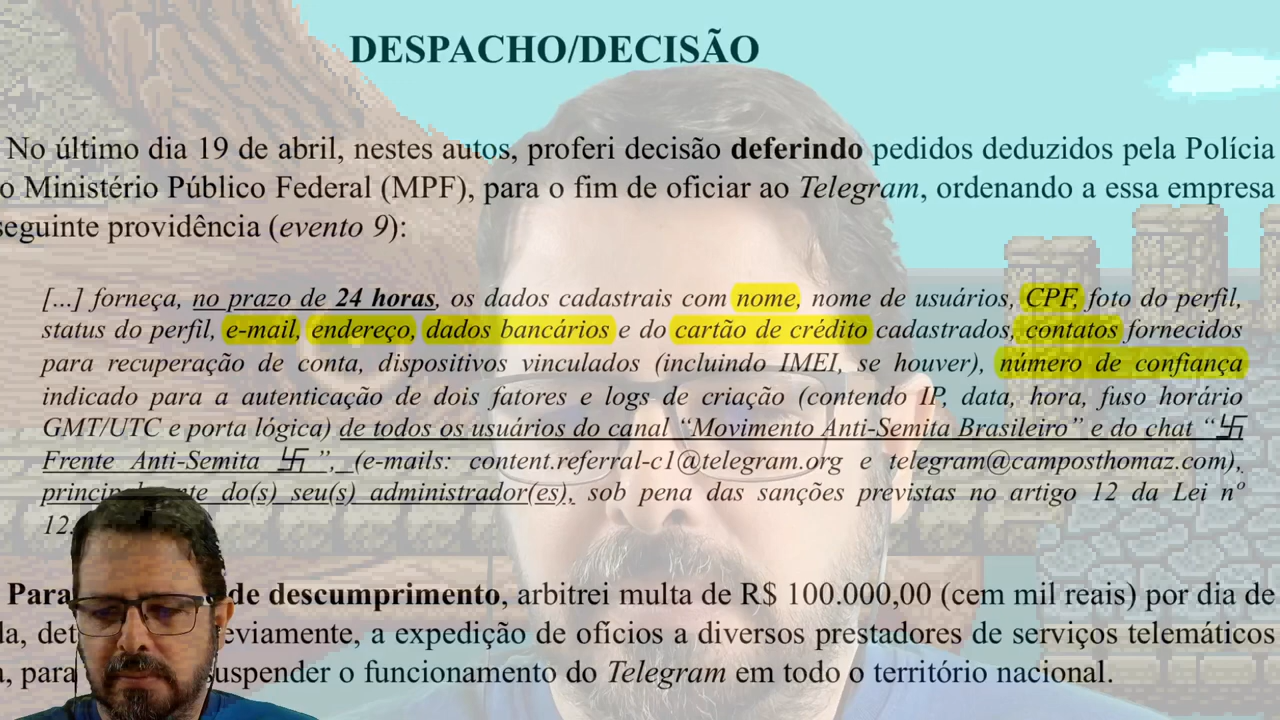 DESPACHO/DECISÃO
No último dia 19 de abril, nestes autos, proferi decisão deferindo pedidos deduzidos pela Polícia
o Ministério Público Federal (MPF), para o fim de oficiar ao Telegram, ordenando a essa empresa
seguinte providência (evento 9):
[...] forneça, no prazo de 24 horas, os dados cadastrais com nome, nome de usuários, CPF, foto do perfil,
status do perfil, e-mail, endereço, dados bancários e do cartão de crédito cadastrados, contatos fornecidos
para recuperação de conta, dispositivos vinculados (incluindo IMEI, se houver), número de confiança
indicado para a autenticação de dois fatores e logs de criação (contendo IP, data, hora, fuso horário
GMT/UTC e porta lógica) de todos os usuários do canal “Movimento Anti-Semita Brasileiro” e do chat “卐
Frente Anti-Semita 卐 ”, (e-mails: content.referral-c1@telegram.org e telegram@camposthomaz.com),
do(s) seu(s) administrador(es), sob pena das sanções previstas no artigo 12 da Lei nº
12.
Para de descumprimento, arbitrei multa de R$ 100.000,00 (cem mil reais) por dia de
a expedição de ofícios a diversos prestadores de serviços telemáticos
para o funcionamento do Telegram em todo o território nacional.